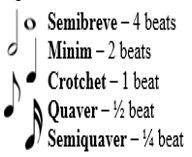 Semibreve – 4 beats
Minim – 2 beats
Crotchet – 1 beat
Quaver – ½ beat
Semiquaver – ¼ beat